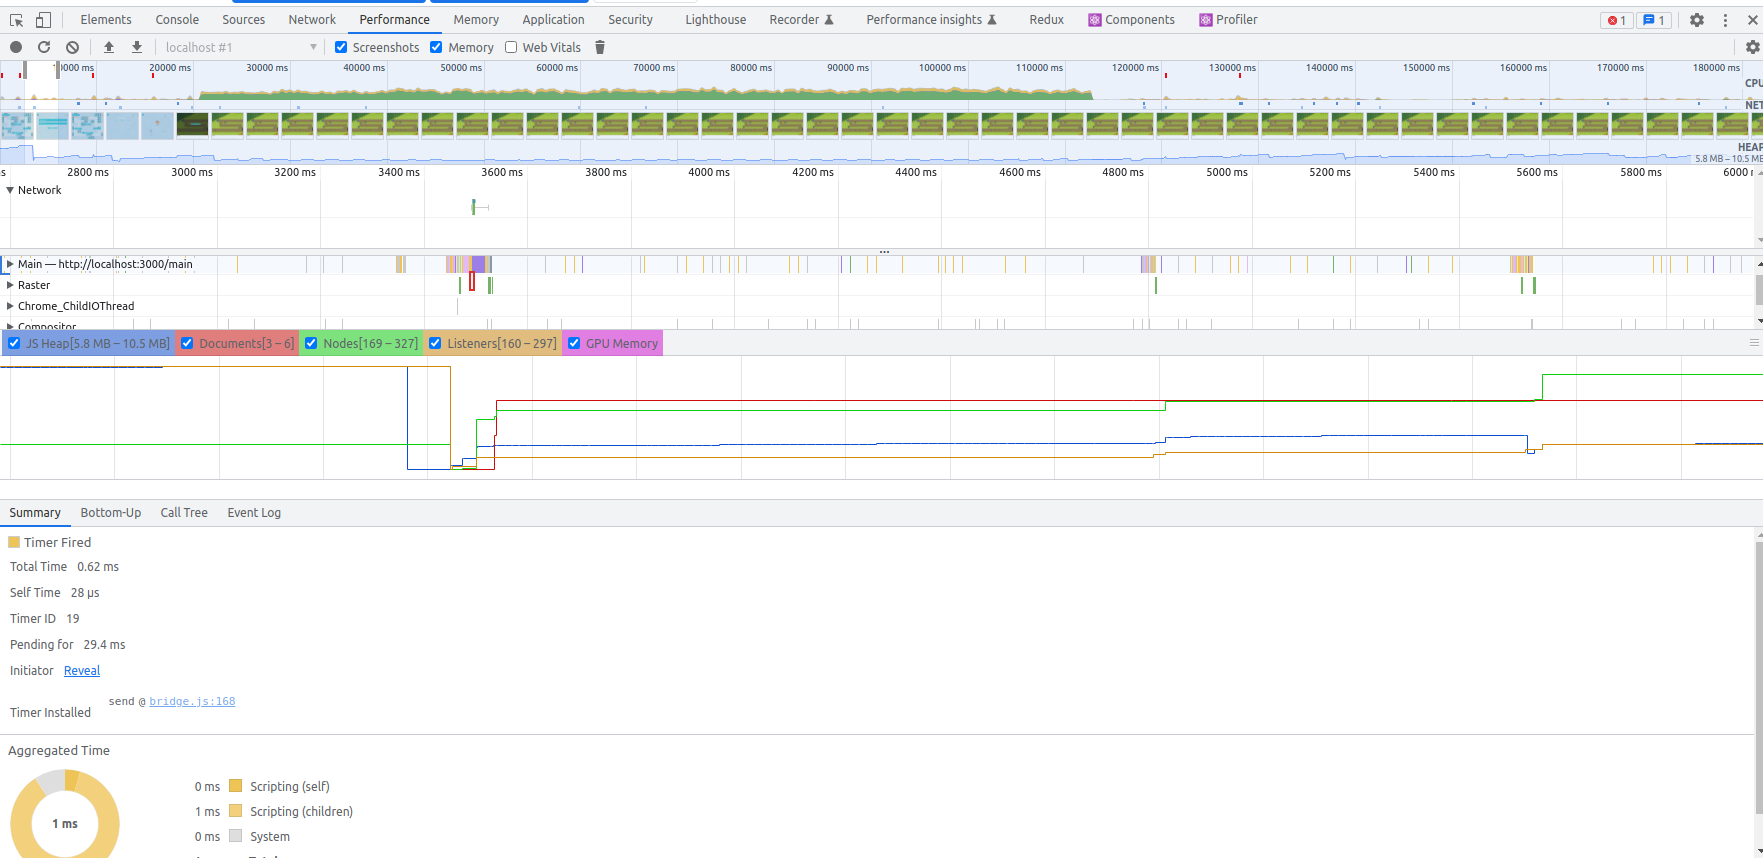 Elements Console Sources Network Performance Memory Application Security Lighthouse Recorder Performance insights Redux Components Profiler 1 1
localhost #1 Screenshots Memory Web Vitals
20000 ms 30000 ms 40000 ms 50000 ms 60000 ms 70000 ms 80000 ms 90000 ms 100000 ms 110000 ms 120000 ms 130000 ms 140000 ms 150000 ms 160000 ms 170000 ms 180000 ms
CPU
NET
HEAP
5.8 MB – 10.5 MB
2800 ms 3000 ms 3200 ms 3400 ms 3600 ms 3800 ms 4000 ms 4200 ms 4400 ms 4600 ms 4800 ms 5000 ms 5200 ms 5400 ms 5600 ms 5800 ms 6000
Network
Main — http://localhost:3000/main
Raster
Chrome_ChildIOThread
Compositor
JS Heap[5.8 MB – 10.5 MB] Documents[3 – 6] Nodes[169 – 327] Listeners[160 – 297] GPU Memory
Summary Bottom-Up Call Tree Event Log
Timer Fired
Total Time 0.62 ms
Self Time 28 μs
Timer ID 19
Pending for 29.4 ms
Initiator Reveal
send @ bridge.js:168
Timer Installed
Aggregated Time
0 ms Scripting (self)
1 ms Scripting (children)
1 ms
0 ms System